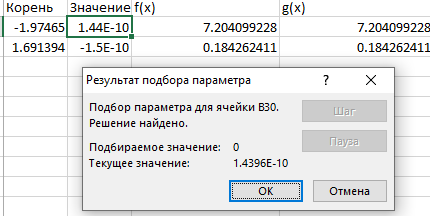 Корень Значение f(x) g(x)
-1.97465 1.44E-10 7.204099228 7.204099228
1.691394 -1.5E-10 0.184262411 0.184262411
Результат подбора параметра ? ×
Подбор параметра для ячейки B30.
Решение найдено.
Шаг
Пауза
Подбираемое значение: 0
Текущее значение: 1.4396E-10
ОК Отмена